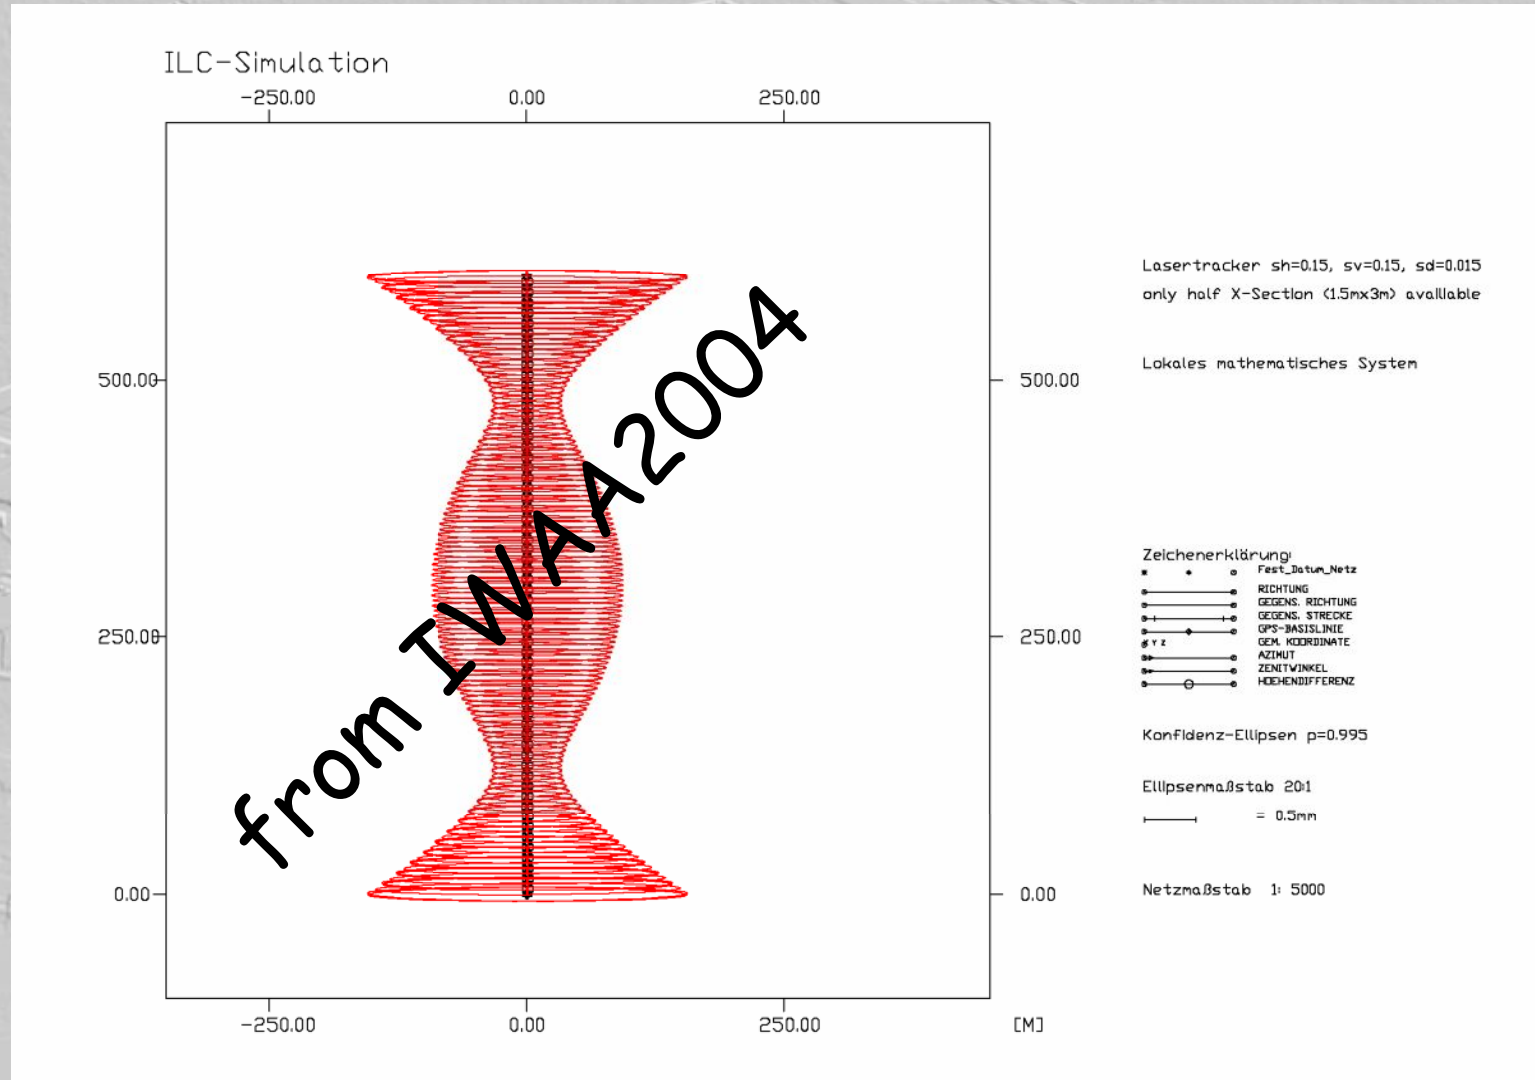 ILC-Simulation
-250.00 0.00 250.00
Lasertracker sh=0.15, sv=0.15, sd=0.015
only half X-Section (1.5mx3m) availiable
Lokales mathematisches System
500.00 500.00
from IWAA2004
Zeichenerklärung:
Fest_Datum_Netz
RICHTUNG
GEGENS. RICHTUNG
GEGENS. STRECKE
GPS-BASISLINIE
X Y Z GEM. KOORDINATE
AZIMUT
ZENITWINKEL
HOEHENDIFFERENZ
250.00 250.00
Konfidenz-Ellipsen p=0.995
Ellipsenmaßstab 20:1
= 0.5mm
Netzmaßstab 1: 5000
0.00 0.00
-250.00 0.00 250.00 [M]